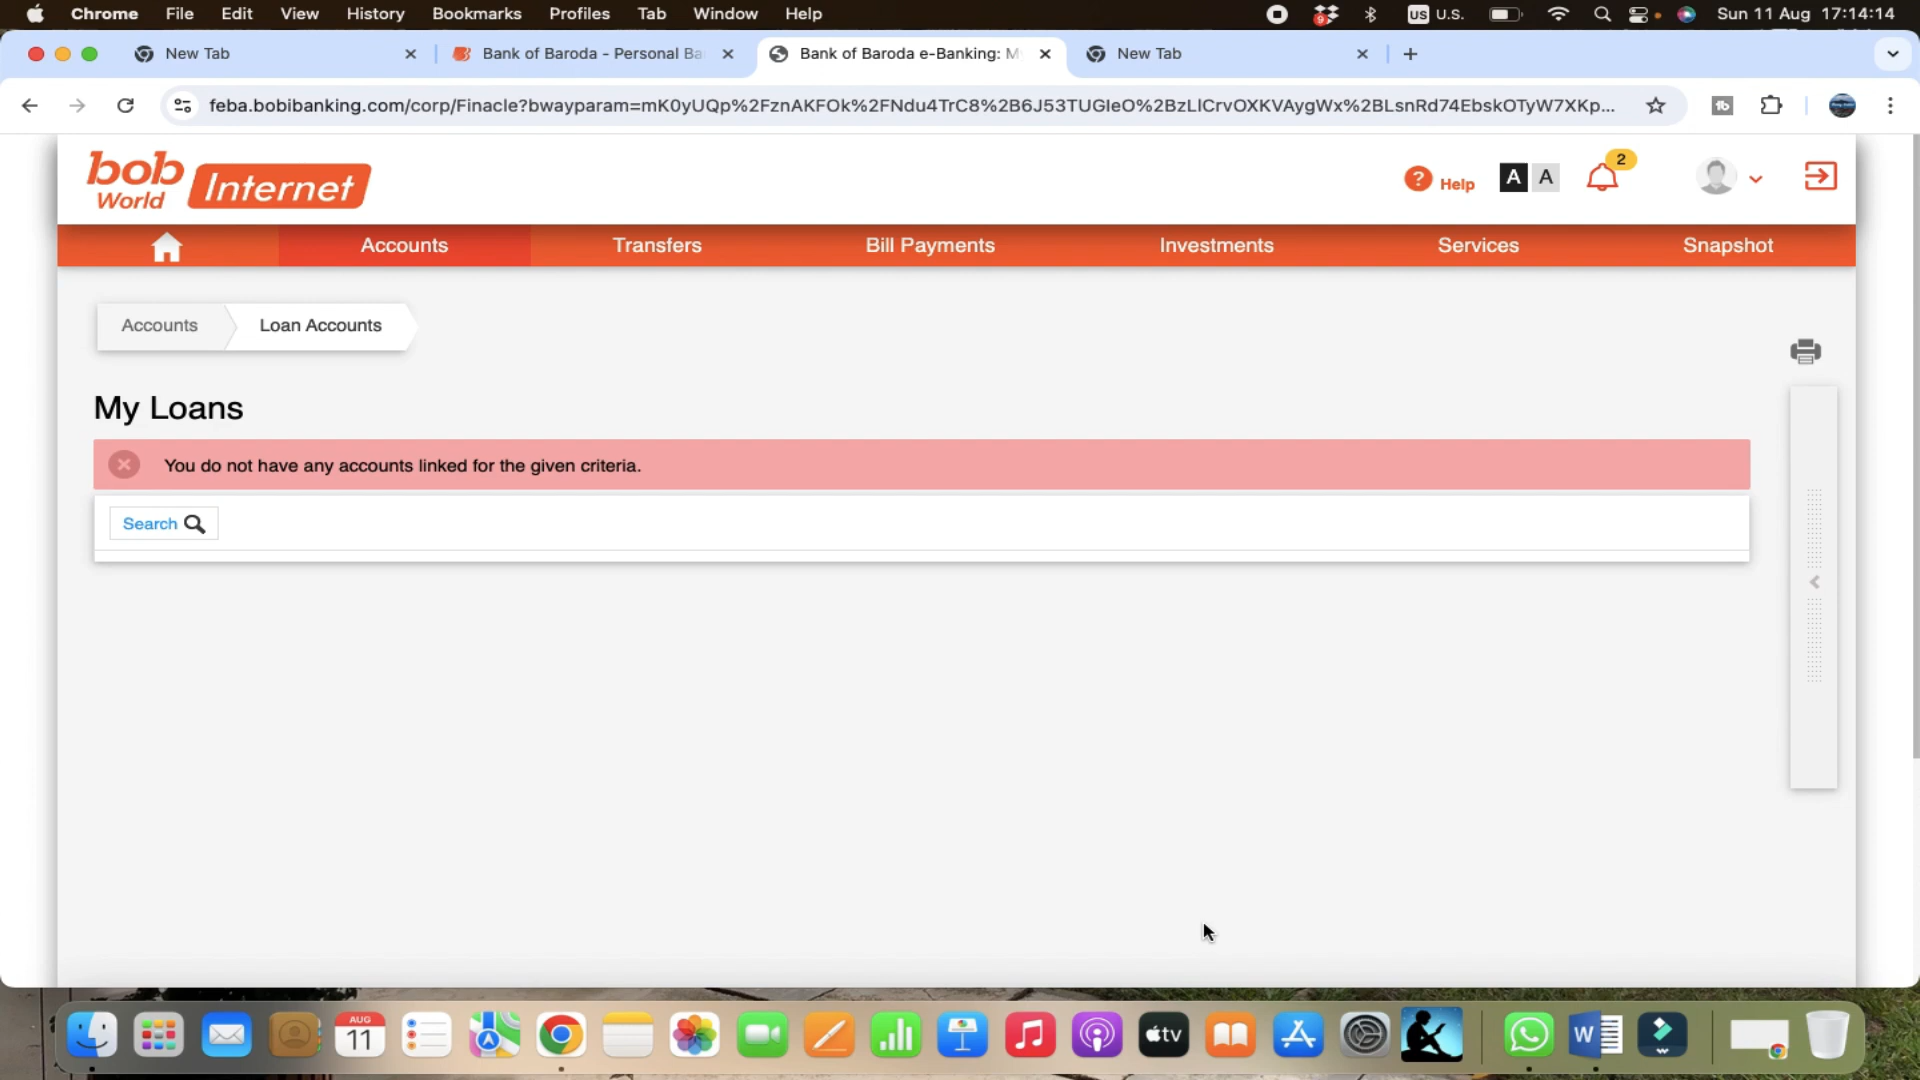 Chrome File Edit View History Bookmarks Profiles Tab Window Help
9 US U.S. Sun 11 Aug 17:14:14
New Tab Bank of Baroda - Personal Ba Bank of Baroda e-Banking: M New Tab
feba.bobibanking.com/corp/Finacle?bwayparam=mK0yUQp%2FznAKFOk%2FNdu4TrC8%2B6J53TUGIeO%2BzLICrvOXKVAygWx%2BLsnRd74EbskOTyW7XKp...
bob World Internet
? Help A A 2
Accounts Transfers Bill Payments Investments Services Snapshot
Accounts Loan Accounts
My Loans
You do not have any accounts linked for the given criteria.
Search
AUG
11
tv
W